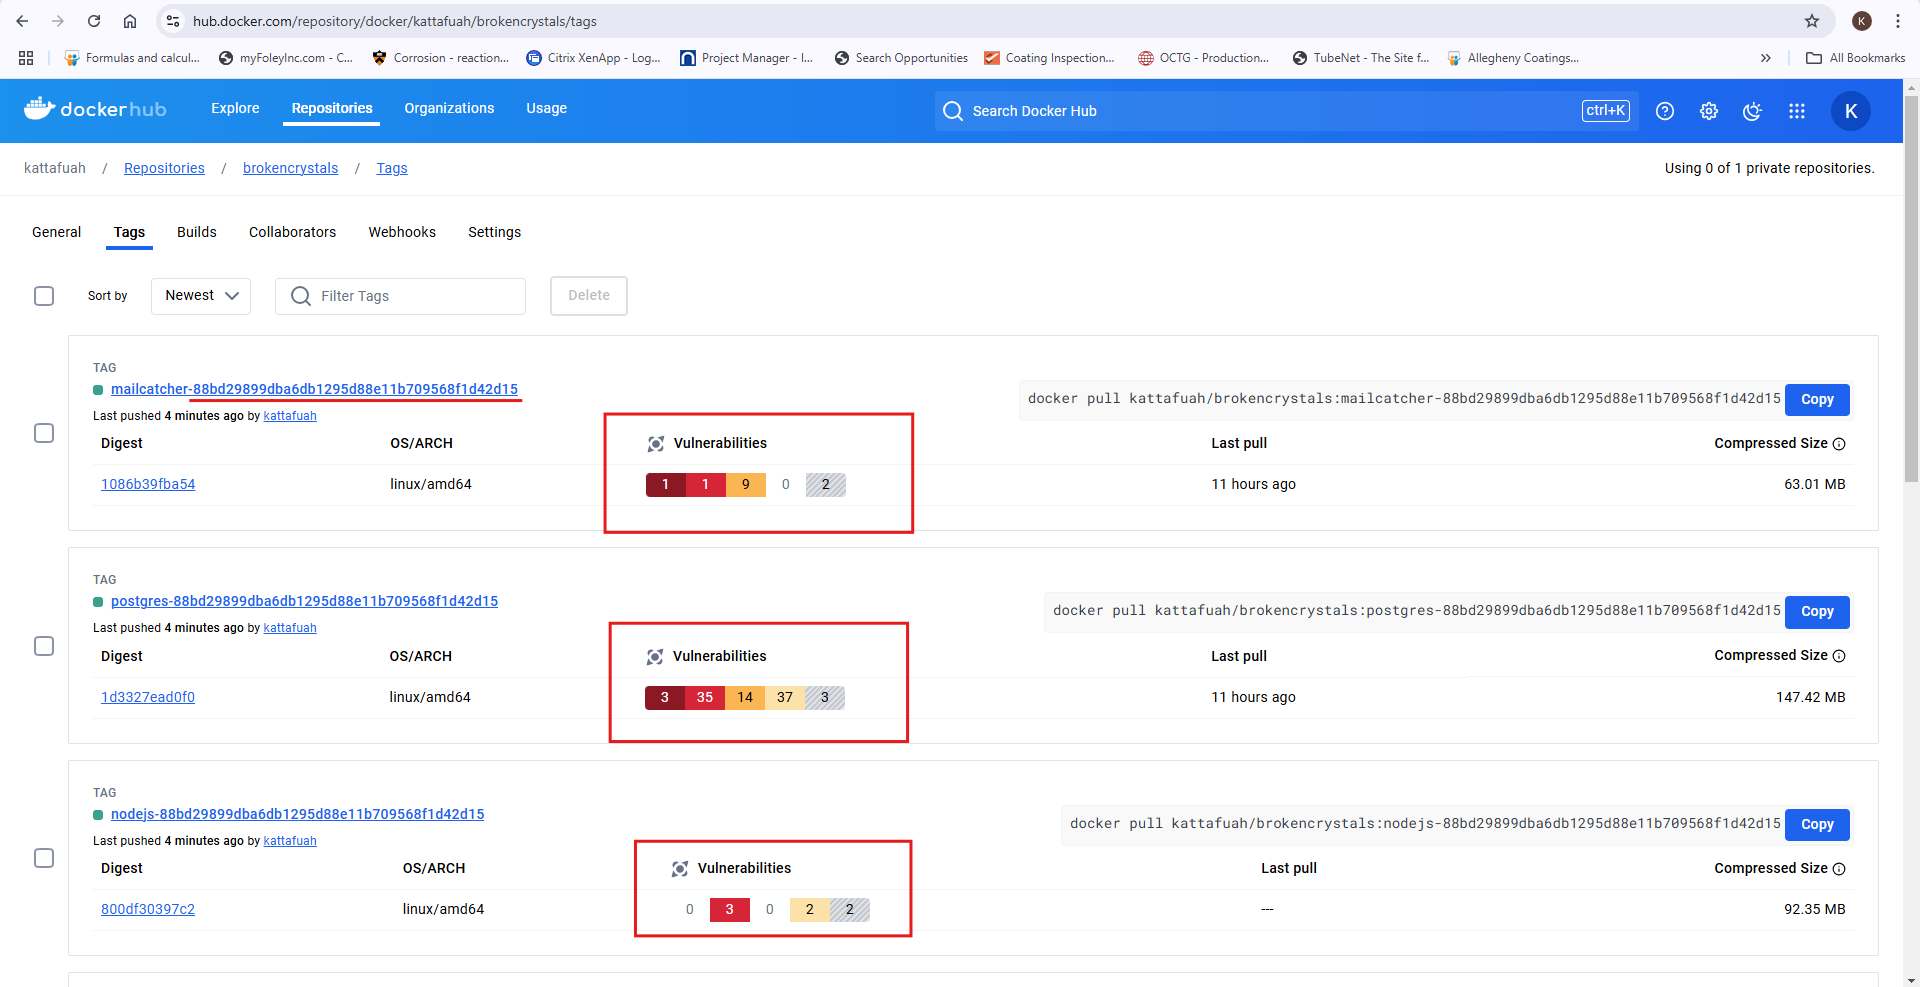 hub.docker.com/repository/docker/kattafuah/brokencrystals/tags
K
Formulas and calcul...
myFoleyInc.com - C...
Corrosion - reaction...
Citrix XenApp - Log...
Project Manager - I...
Search Opportunities
Coating Inspection...
OCTG - Production...
TubeNet - The Site f...
Allegheny Coatings...
»
All Bookmarks
dockerhub
Explore
Repositories
Organizations
Usage
Search Docker Hub
ctrl+K
K
kattafuah / Repositories / brokencrystals / Tags
Using 0 of 1 private repositories.
General
Tags
Builds
Collaborators
Webhooks
Settings
Sort by
Newest
Filter Tags
Delete
TAG
mailcatcher-88bd29899dba6db1295d88e11b709568f1d42d15
docker pull kattafuah/brokencrystals:mailcatcher-88bd29899dba6db1295d88e11b709568f1d42d15
Copy
Last pushed 4 minutes ago by kattafuah
Digest OS/ARCH Vulnerabilities Last pull Compressed Size
1086b39fba54 linux/amd64 1 1 9 0 2 11 hours ago 63.01 MB
TAG
postgres-88bd29899dba6db1295d88e11b709568f1d42d15
docker pull kattafuah/brokencrystals:postgres-88bd29899dba6db1295d88e11b709568f1d42d15
Copy
Last pushed 4 minutes ago by kattafuah
Digest OS/ARCH Vulnerabilities Last pull Compressed Size
1d3327ead0f0 linux/amd64 3 35 14 37 3 11 hours ago 147.42 MB
TAG
nodejs-88bd29899dba6db1295d88e11b709568f1d42d15
docker pull kattafuah/brokencrystals:nodejs-88bd29899dba6db1295d88e11b709568f1d42d15
Copy
Last pushed 4 minutes ago by kattafuah
Digest OS/ARCH Vulnerabilities Last pull Compressed Size
800df30397c2 linux/amd64 0 3 0 2 2 --- 92.35 MB